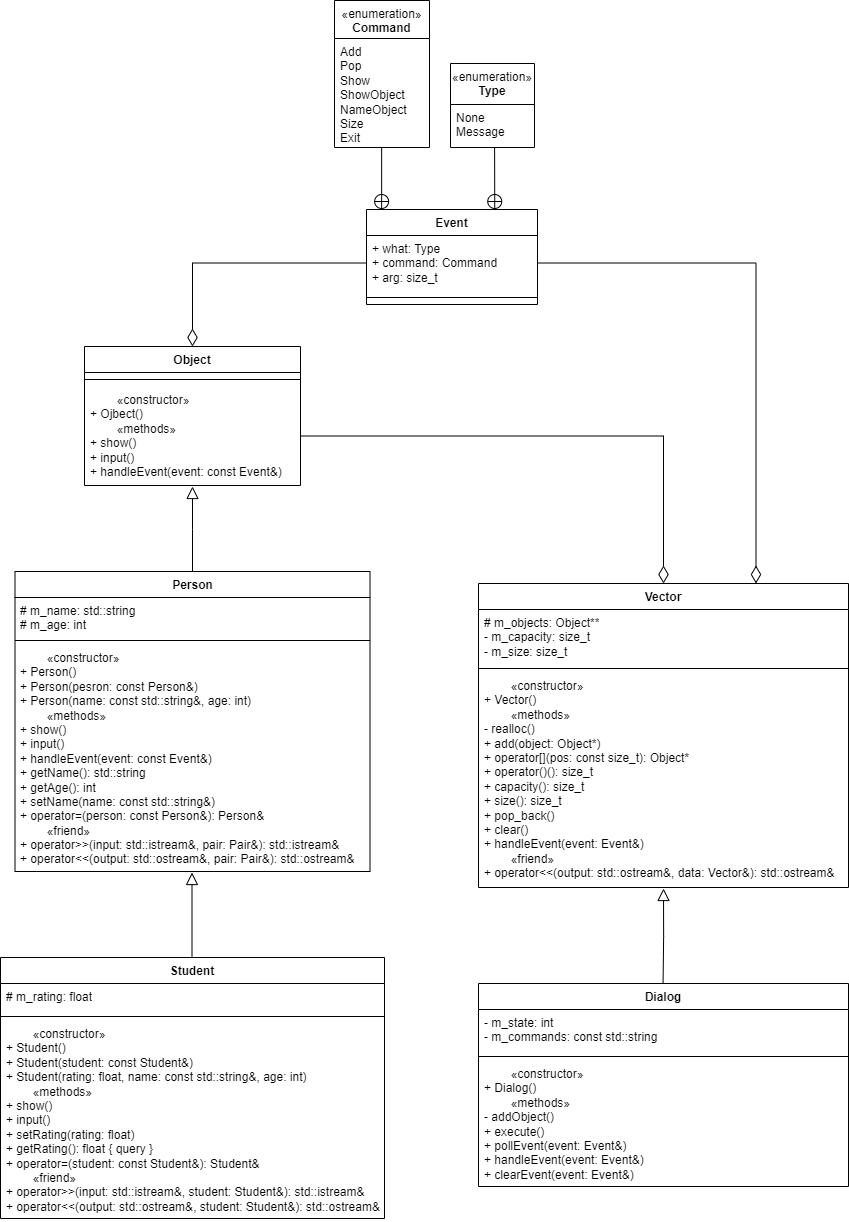 «enumeration»
Command
Add
Pop
Show
ShowObject
NameObject
Size
Exit
«enumeration»
Type
None
Message
Event
+ what: Type
+ command: Command
+ arg: size_t
Object
«constructor»
+ Ojbect()
«methods»
+ show()
+ input()
+ handleEvent(event: const Event&)
Person
# m_name: std::string
# m_age: int
«constructor»
+ Person()
+ Person(pesron: const Person&)
+ Person(name: const std::string&, age: int)
«methods»
+ show()
+ input()
+ handleEvent(event: const Event&)
+ getName(): std::string
+ getAge(): int
+ setName(name: const std::string&)
+ operator=(person: const Person&): Person&
«friend»
+ operator>>(input: std::istream&, pair: Pair&): std::istream&
+ operator<<(output: std::ostream&, pair: Pair&): std::ostream&
Vector
# m_objects: Object**
- m_capacity: size_t
- m_size: size_t
«constructor»
+ Vector()
«methods»
- realloc()
+ add(object: Object*)
+ operator[](pos: const size_t): Object*
+ operator()(): size_t
+ capacity(): size_t
+ size(): size_t
+ pop_back()
+ clear()
+ handleEvent(event: Event&)
«friend»
+ operator<<(output: std::ostream&, data: Vector&): std::ostream&
Student
# m_rating: float
«constructor»
+ Student()
+ Student(student: const Student&)
+ Student(rating: float, name: const std::string&, age: int)
«methods»
+ show()
+ input()
+ setRating(rating: float)
+ getRating(): float { query }
+ operator=(student: const Student&): Student&
«friend»
+ operator>>(input: std::istream&, student: Student&): std::istream&
+ operator<<(output: std::ostream&, student: Student&): std::ostream&
Dialog
- m_state: int
- m_commands: const std::string
«constructor»
+ Dialog()
«methods»
- addObject()
+ execute()
+ pollEvent(event: Event&)
+ handleEvent(event: Event&)
+ clearEvent(event: Event&)